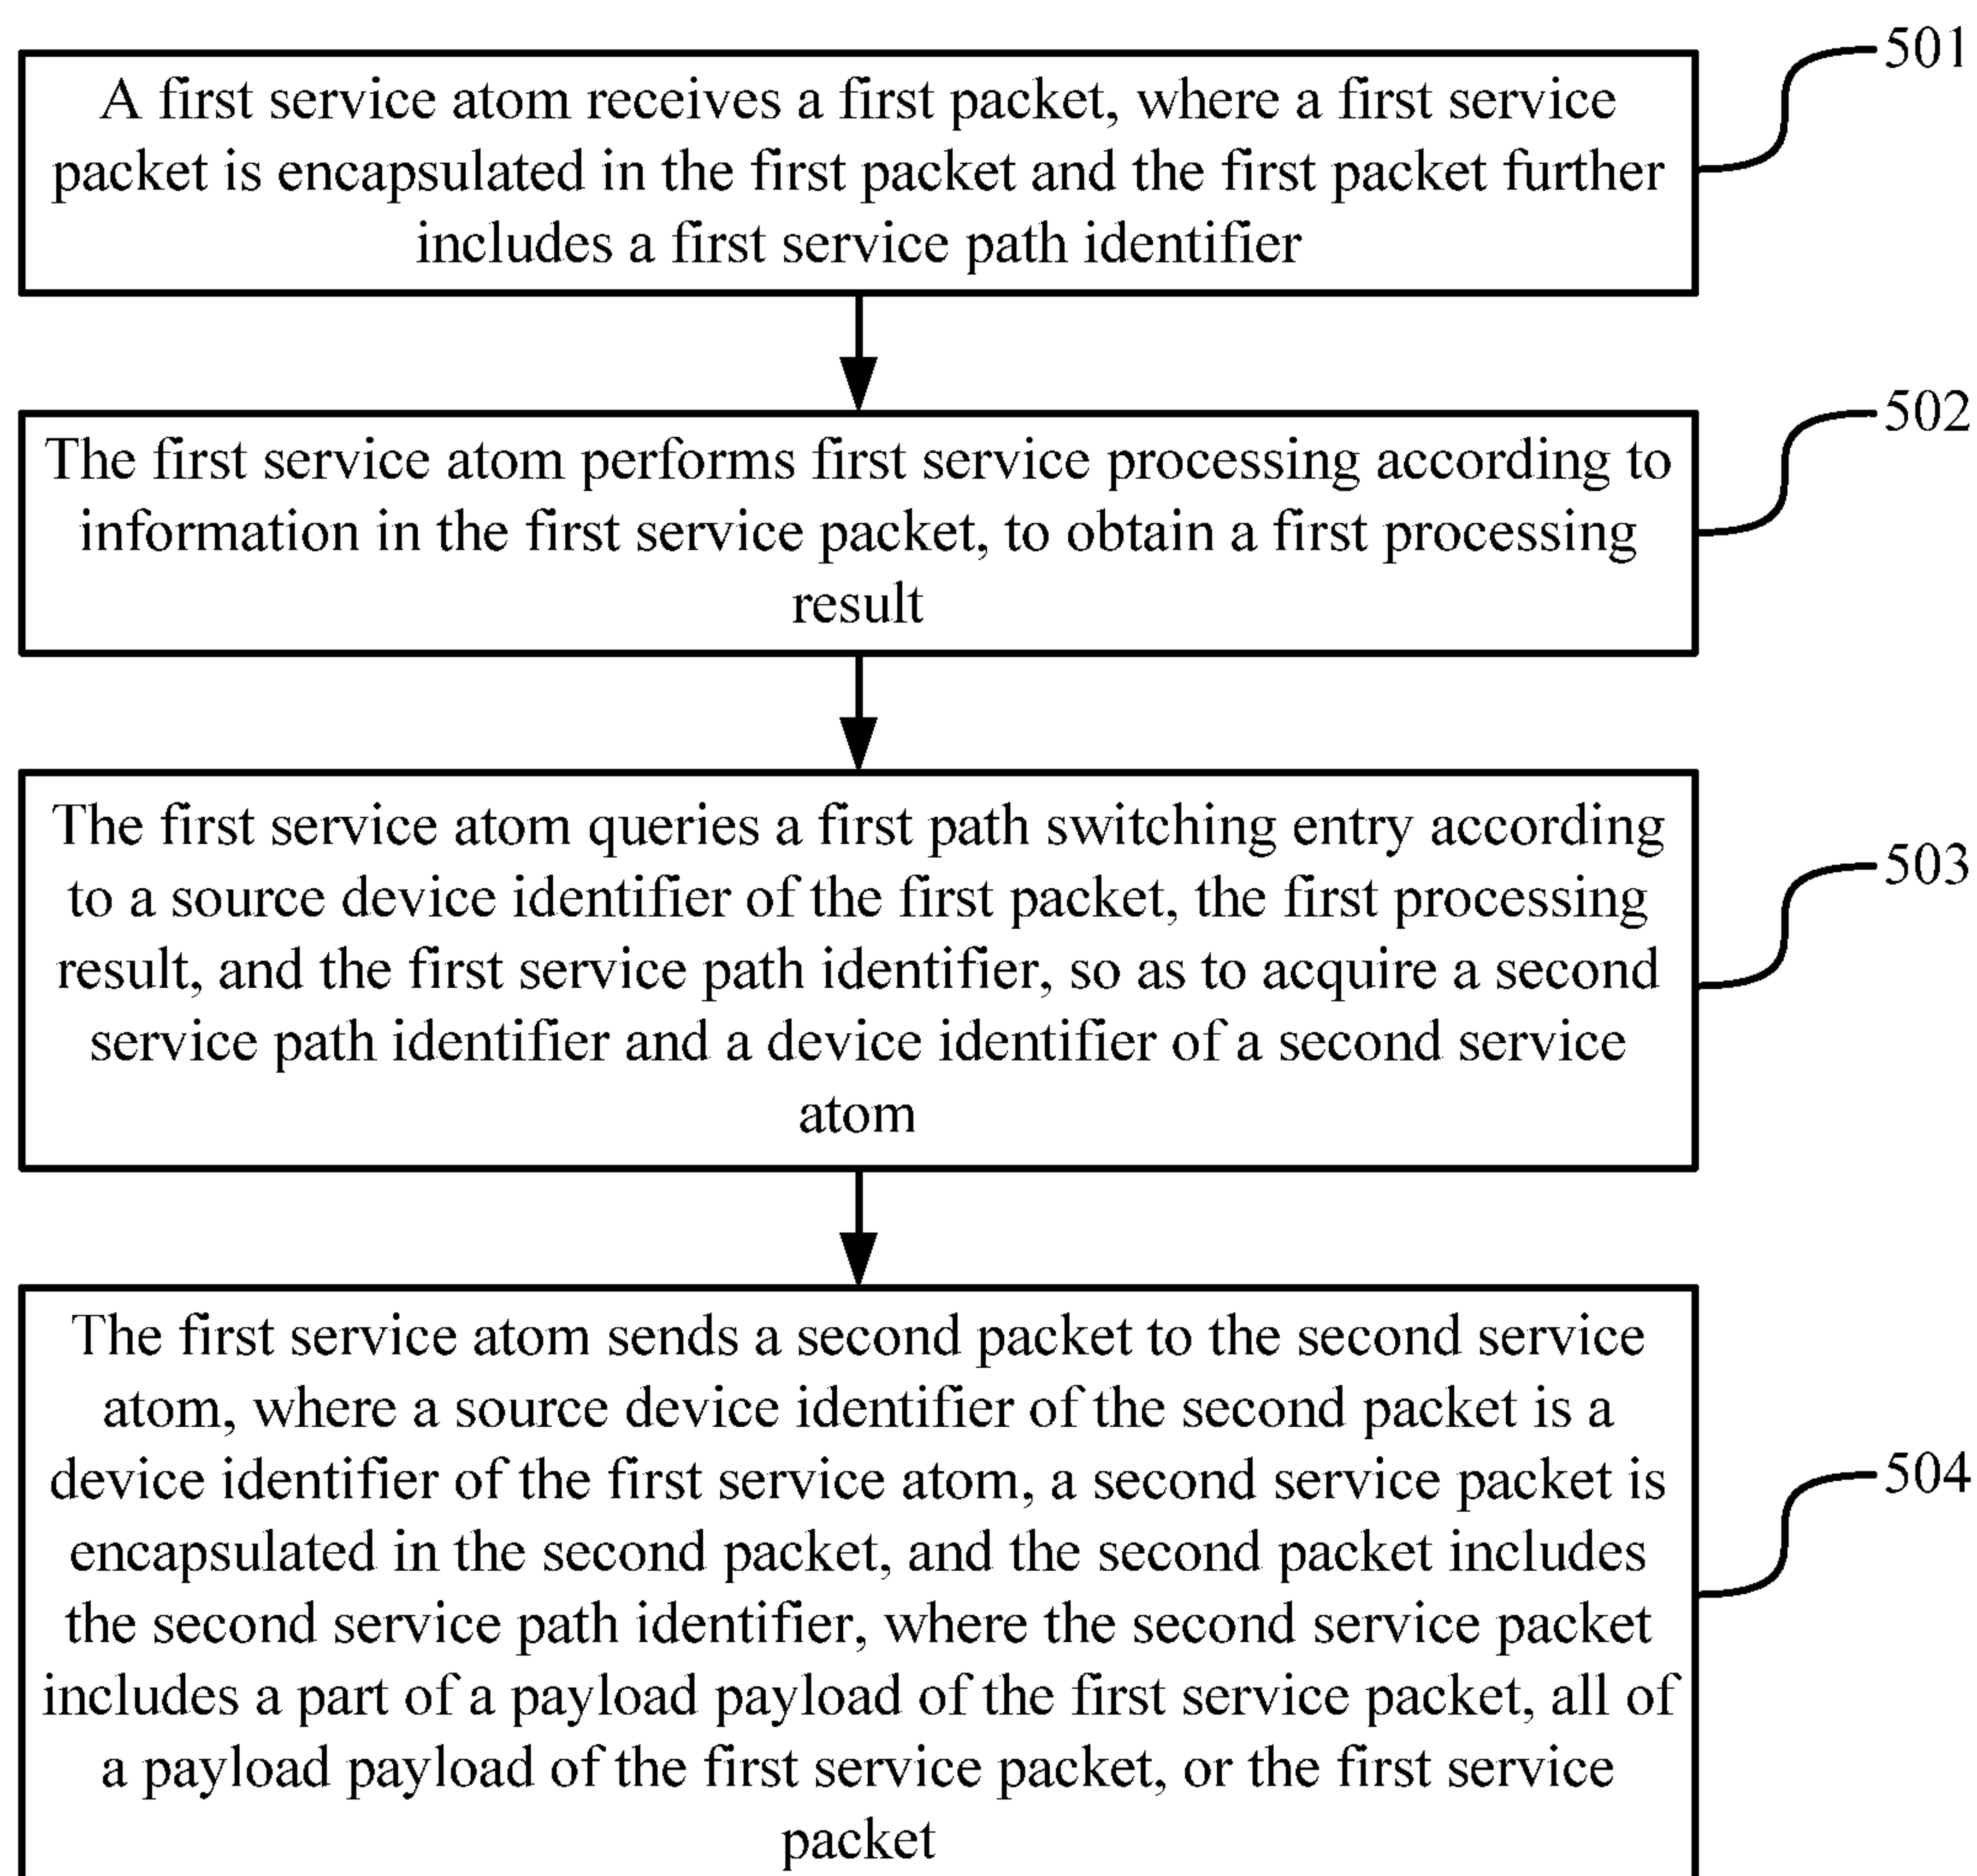 501
A first service atom receives a first packet, where a first service
packet is encapsulated in the first packet and the first packet further
includes a first service path identifier
502
The first service atom performs first service processing according to
information in the first service packet, to obtain a first processing
result
503
The first service atom queries a first path switching entry according
to a source device identifier of the first packet, the first processing
result, and the first service path identifier, so as to acquire a second
service path identifier and a device identifier of a second service
atom
504
The first service atom sends a second packet to the second service
atom, where a source device identifier of the second packet is a
device identifier of the first service atom, a second service packet is
encapsulated in the second packet, and the second packet includes
the second service path identifier, where the second service packet
includes a part of a payload payload of the first service packet, all of
a payload payload of the first service packet, or the first service
packet